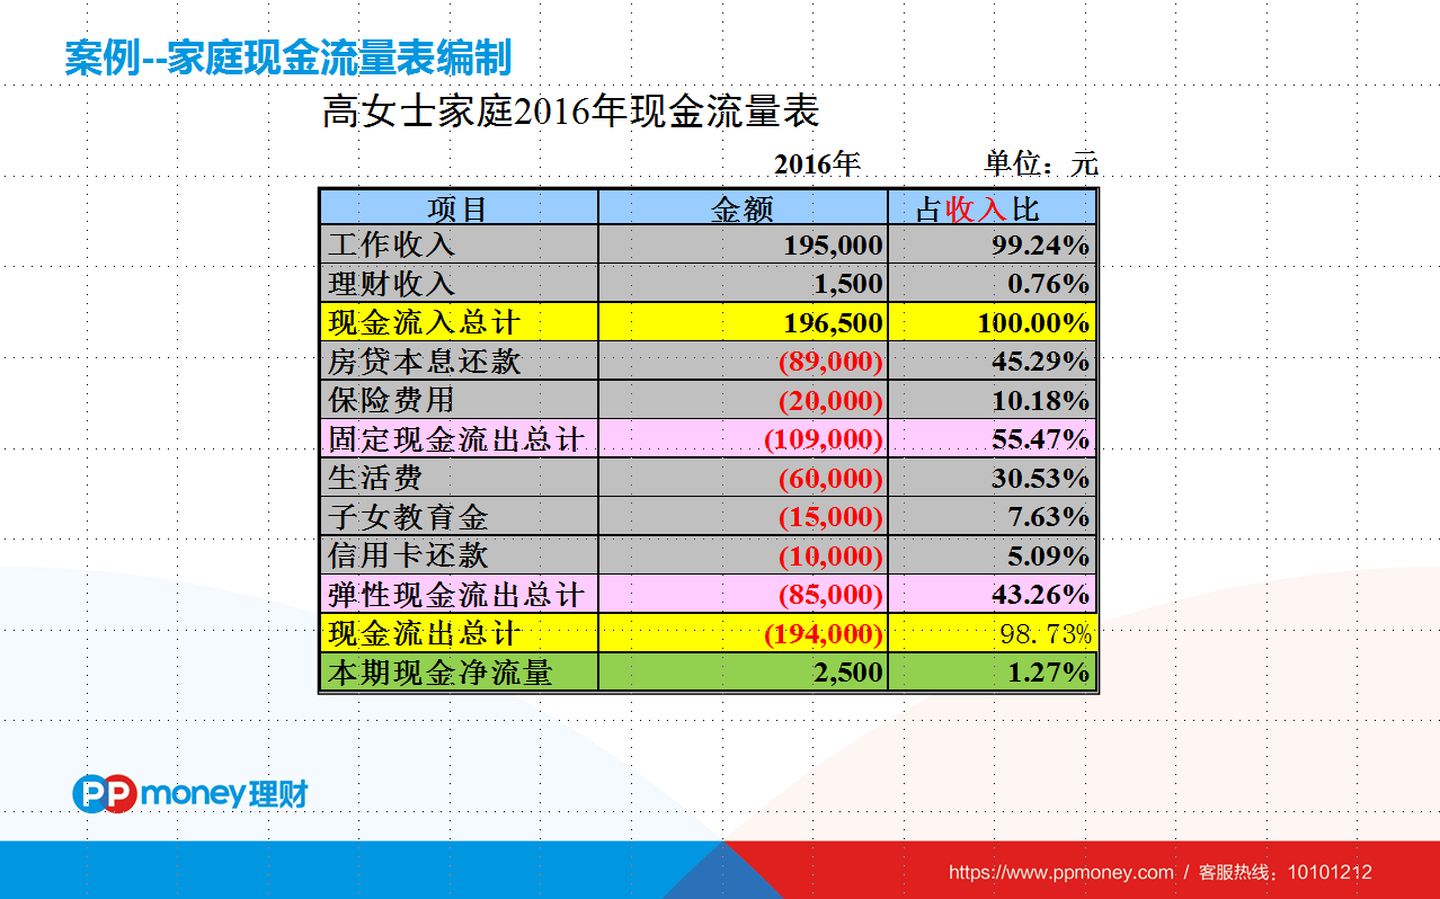 案例--家庭现金流量表编制
高女士家庭2016年现金流量表
2016年 单位：元
项目 金额 占收入比
工作收入 195,000 99.24%
理财收入 1,500 0.76%
现金流入总计 196,500 100.00%
房贷本息还款 (89,000) 45.29%
保险费用 (20,000) 10.18%
固定现金流出总计 (109,000) 55.47%
生活费 (60,000) 30.53%
子女教育金 (15,000) 7.63%
信用卡还款 (10,000) 5.09%
弹性现金流出总计 (85,000) 43.26%
现金流出总计 (194,000) 98.73%
本期现金净流量 2,500 1.27%
PPmoney理财
https://www.ppmoney.com / 客服热线：10101212